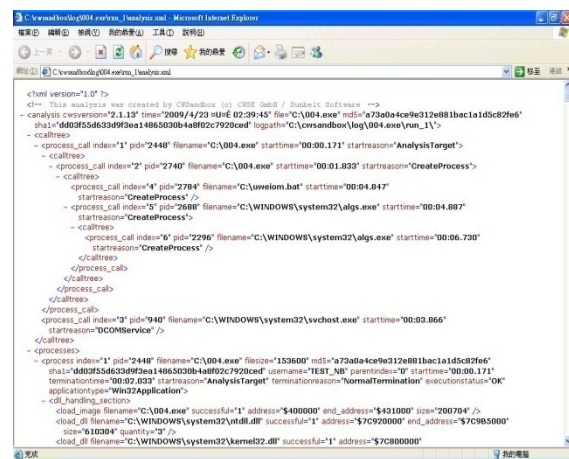 C:\cwsandbox\log\004.exe\run_1\analysis.xml - Microsoft Internet Explorer
檔案(F) 編輯(E) 檢視(V) 我的最愛(A) 工具(T) 說明(H)
上一頁 搜尋 我的最愛
網址(D) C:\cwsandbox\log\004.exe\run_1\analysis.xml 移至 連結
<?xml version="1.0" ?>
<!-- This analysis was created by CWSandbox (c) CWSE GmbH / Sunbelt Software -->
- <analysis cwsversion="2.1.13" time="2009/4/23 =U=È 02:39:45" file="C:\004.exe" md5="a73a0a4ce9e312e881bac1a1d5c82fe6"
sha1="dd03f55d633d9f3ea14865030b4a8f02c7920ced" logpath="C:\cwsandbox\log\004.exe\run_1\">
- <calltree>
- <process_call index="1" pid="2448" filename="C:\004.exe" starttime="00:00.171" startreason="AnalysisTarget">
- <calltree>
- <process_call index="2" pid="2740" filename="C:\004.exe" starttime="00:01.833" startreason="CreateProcess">
- <calltree>
<process_call index="4" pid="2784" filename="C:\uweiom.bat" starttime="00:04.847"
startreason="CreateProcess" />
- <process_call index="5" pid="2688" filename="C:\WINDOWS\system32\algs.exe" starttime="00:04.887"
startreason="CreateProcess">
- <calltree>
<process_call index="6" pid="2296" filename="C:\WINDOWS\system32\algs.exe" starttime="00:06.730"
startreason="CreateProcess" />
</calltree>
</process_call>
</calltree>
</process_call>
<process_call index="3" pid="940" filename="C:\WINDOWS\system32\svchost.exe" starttime="00:03.866"
startreason="DCOMService" />
</calltree>
- <processes>
- <process index="1" pid="2448" filename="C:\004.exe" filesize="153600" md5="a73a0a4ce9e312e881bac1a1d5c82fe6"
sha1="dd03f55d633d9f3ea14865030b4a8f02c7920ced" username="TEST_NB" parentindex="0" starttime="00:00.171"
terminationtime="00:02.033" startreason="AnalysisTarget" terminationreason="NormalTermination" executionstatus="OK"
applicationtype="Win32Application">
- <dll_handling_section>
<load_image filename="C:\004.exe" successful="1" address="$400000" end_address="$431000" size="200704" />
<load_dll filename="C:\WINDOWS\system32\ntdll.dll" successful="1" address="$7C920000" end_address="$7C9B5000"
size="610304" quantity="3" />
<load_dll filename="C:\WINDOWS\system32\kernel32.dll" successful="1" address="$7C800000"
完成 我的電腦